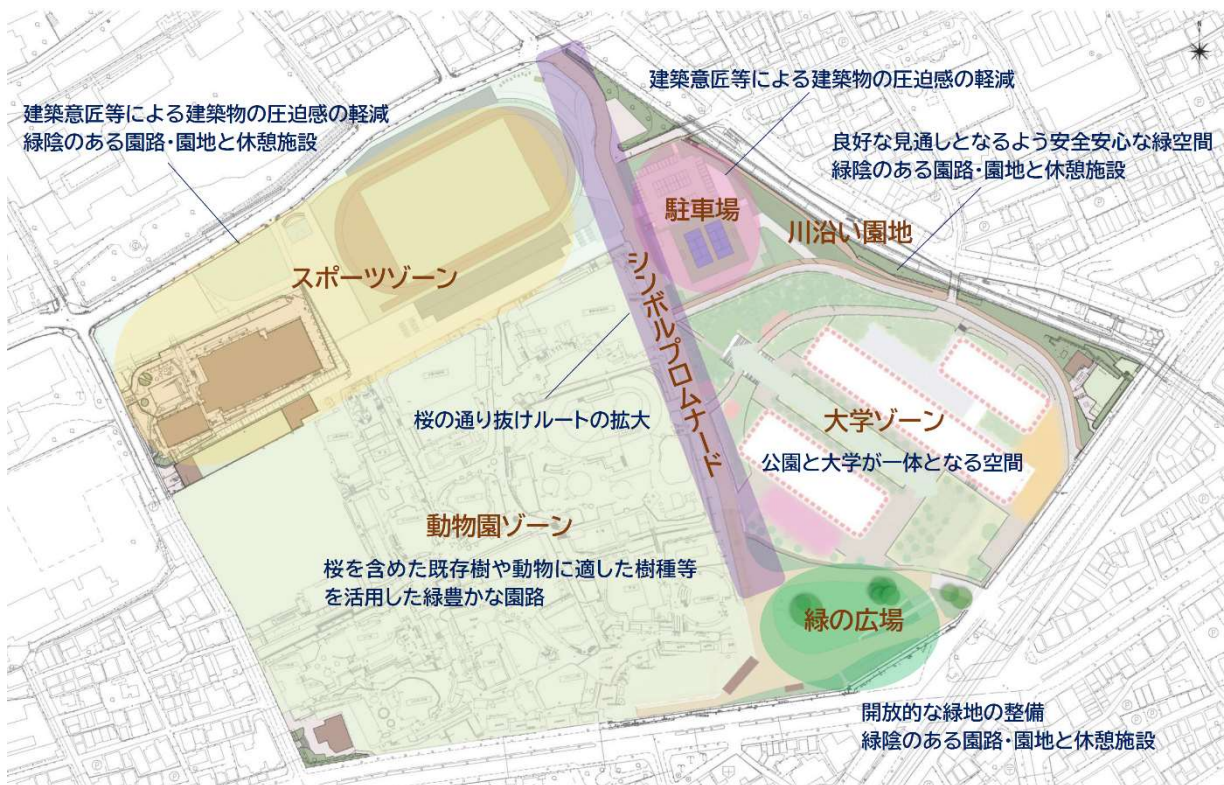 N
建築意匠等による建築物の圧迫感の軽減
建築意匠等による建築物の圧迫感の軽減
緑陰のある園路・園地と休憩施設
良好な見通しとなるよう安全安心な緑空間
緑陰のある園路・園地と休憩施設
駐車場
川沿い園地
スポーツゾーン
シンボルプロムナード
桜の通り抜けルートの拡大
大学ゾーン
公園と大学が一体となる空間
動物園ゾーン
桜を含めた既存樹や動物に適した樹種等
を活用した緑豊かな園路
緑の広場
開放的な緑地の整備
緑陰のある園路・園地と休憩施設